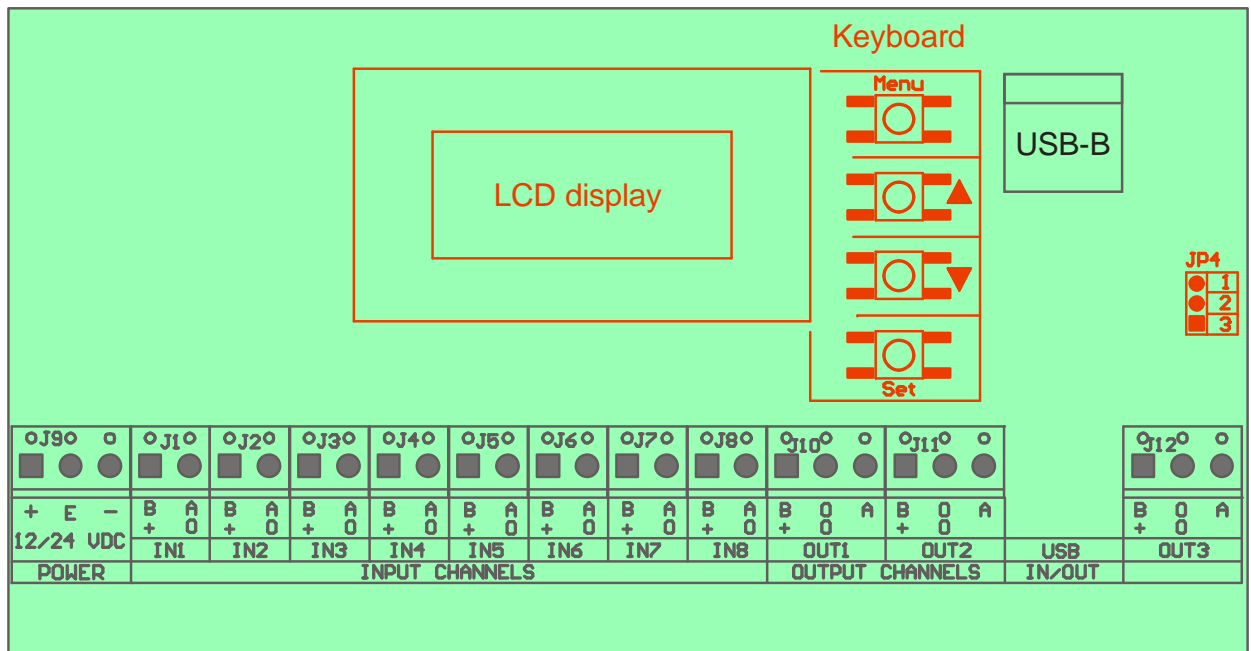 Keyboard
Menu
USB-B
LCD display
JP4
1
2
3
Set
J9 J1 J2 J3 J4 J5 J6 J7 J8 J10 J11 J12
+ E - B A B A B A B A B A B A B A B A B 0 A B 0 A B 0 A
+ 0 + 0 + 0 + 0 + 0 + 0 + 0 + 0 + 0 + 0 + 0
12/24 VDC
IN1 IN2 IN3 IN4 IN5 IN6 IN7 IN8 OUT1 OUT2 USB OUT3
POWER INPUT CHANNELS OUTPUT CHANNELS IN/OUT